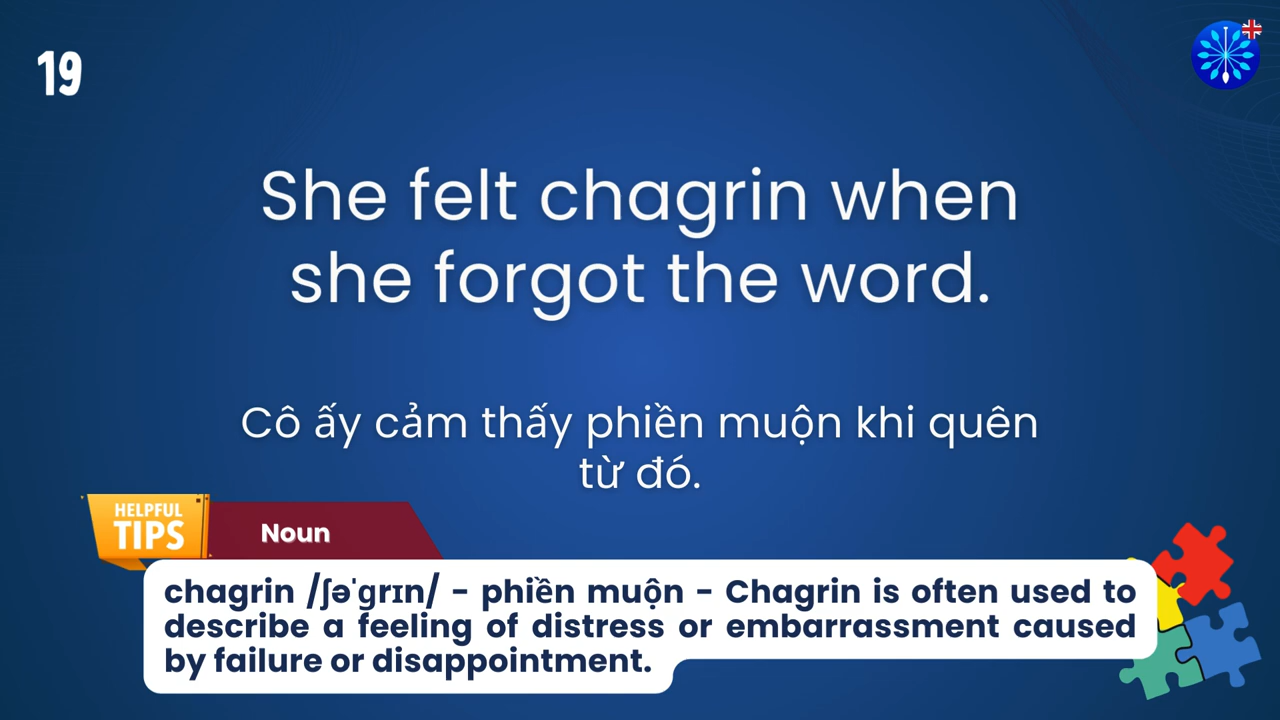 19
She felt chagrin when
she forgot the word.
Cô ấy cảm thấy phiền muộn khi quên
từ đó.
HELPFUL
TIPS
Noun
chagrin /ʃəˈɡrɪn/ - phiền muộn - Chagrin is often used to
describe a feeling of distress or embarrassment caused
by failure or disappointment.